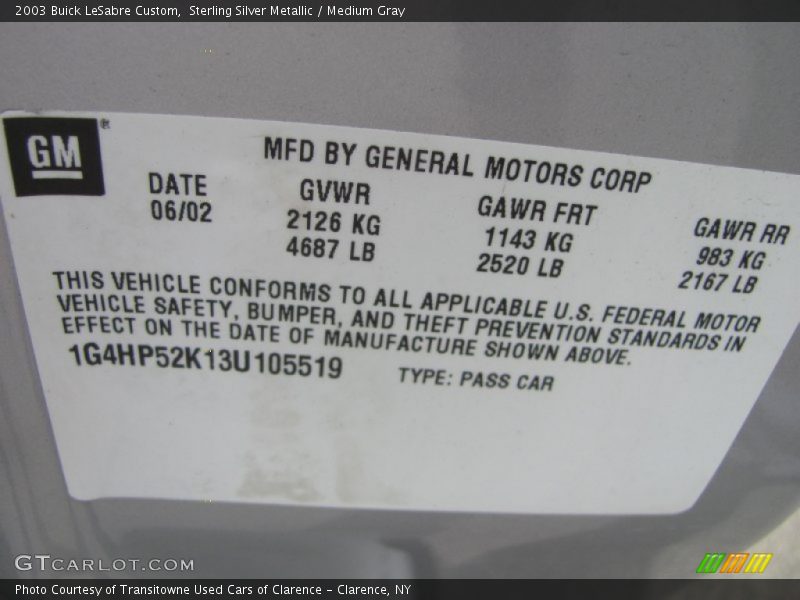 2003 Buick LeSabre Custom,  Sterling Silver Metallic / Medium Gray
GM®
MFD BY GENERAL MOTORS CORP
DATE GVWR GAWR FRT GAWR RR
06/02 2126 KG 1143 KG 983 KG
4687 LB 2520 LB 2167 LB
THIS VEHICLE CONFORMS TO ALL APPLICABLE U.S. FEDERAL MOTOR
VEHICLE SAFETY, BUMPER, AND THEFT PREVENTION STANDARDS IN
EFFECT ON THE DATE OF MANUFACTURE SHOWN ABOVE.
1G4HP52K13U105519 TYPE: PASS CAR
GTCARLOT.COM
Photo Courtesy of Transitowne Used Cars of Clarence - Clarence, NY